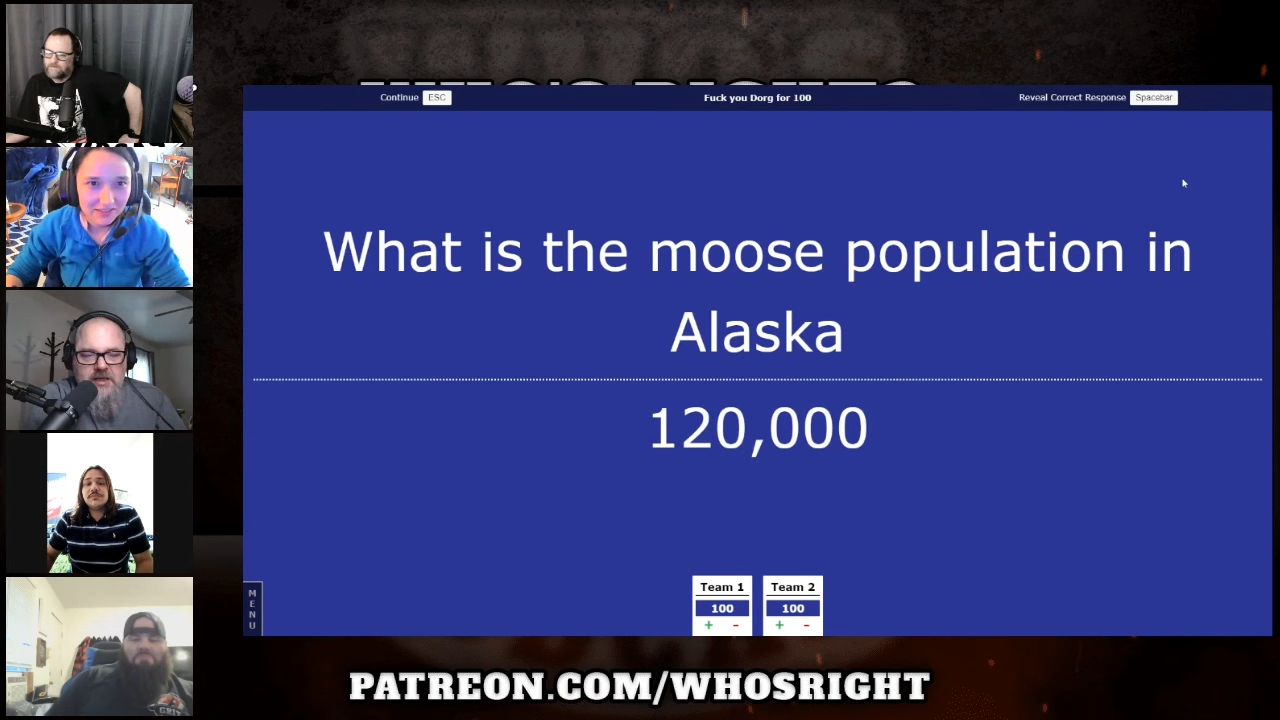 Continue ESC
Fuck you Dorg for 100
Reveal Correct Response Spacebar
What is the moose population in
Alaska
120,000
MENU
Team 1
100
+ -
Team 2
100
+ -
PATREON.COM/WHOSRIGHT